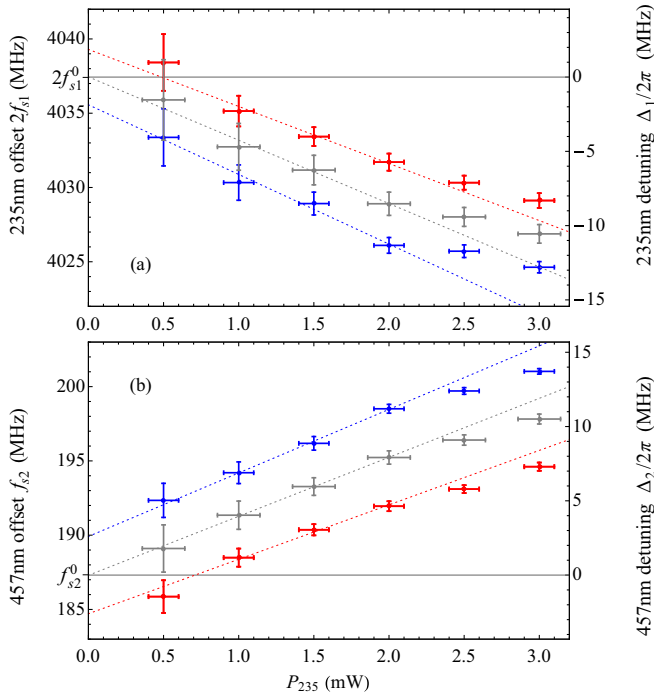 4040
2f⁰ₛ₁
4035
4030
4025
235nm offset 2fₛ₁ (MHz)
(a)
0
−5
−10
−15
235nm detuning Δ₁/2π (MHz)
0.0 0.5 1.0 1.5 2.0 2.5 3.0
200
195
190
f⁰ₛ₂
185
457nm offset fₛ₂ (MHz)
(b)
15
10
5
0
457nm detuning Δ₂/2π (MHz)
0.0 0.5 1.0 1.5 2.0 2.5 3.0
P₂₃₅ (mW)